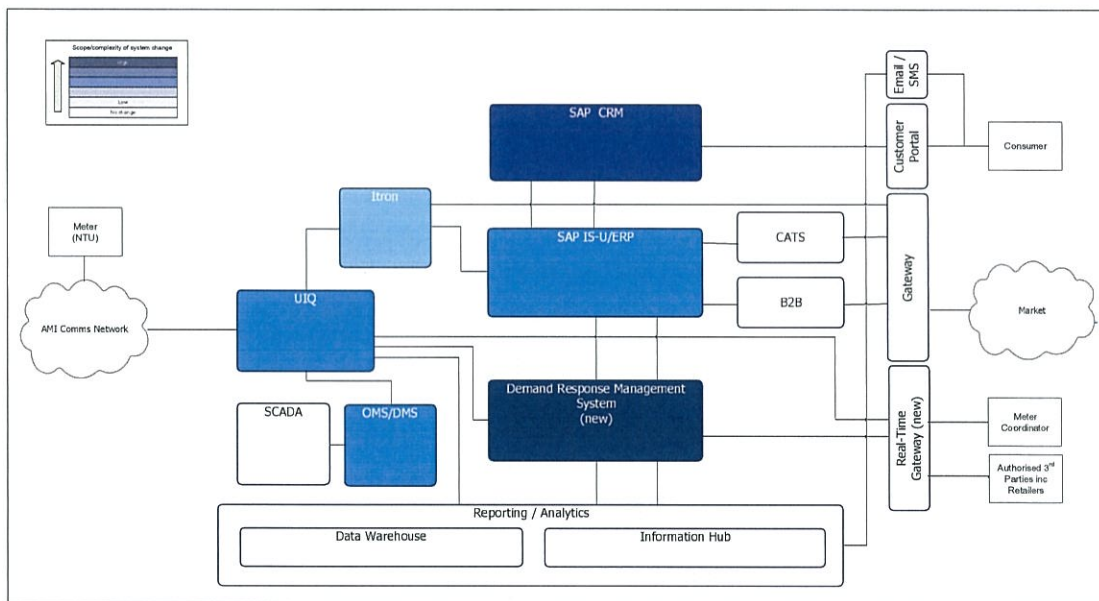 Scope/complexity of system change
High
Low
No change
SAP CRM
Email /
SMS
Customer
Portal
Consumer
Itron
Meter
(NTU)
SAP IS-U/ERP
CATS
B2B
Gateway
UIQ
AMI Comms Network
Market
Demand Response Management
System
(new)
SCADA
OMS/DMS
Real-Time
Gateway (new)
Meter
Coordinator
Authorised 3rd
Parties inc
Retailers
Reporting / Analytics
Data Warehouse
Information Hub